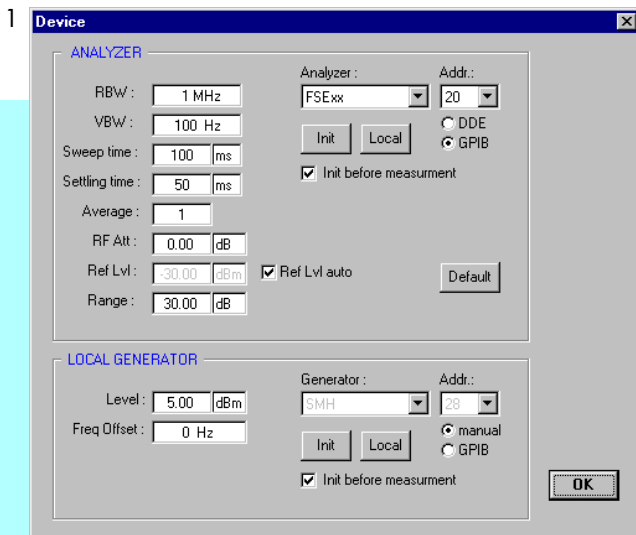 1
Device
ANALYZER
RBW : 1 MHz
VBW : 100 Hz
Sweep time : 100 ms
Settling time : 50 ms
Average : 1
RF Att : 0.00 dB
Ref Lvl : -30.00 dBm
Ref Lvl auto
Range : 30.00 dB
Analyzer : Addr.:
FSExx 20
DDE
Init Local GPIB
Init before measurment
Default
LOCAL GENERATOR
Level : 5.00 dBm
Freq Offset : 0 Hz
Generator : Addr.:
SMH 28
manual
Init Local GPIB
Init before measurment
OK